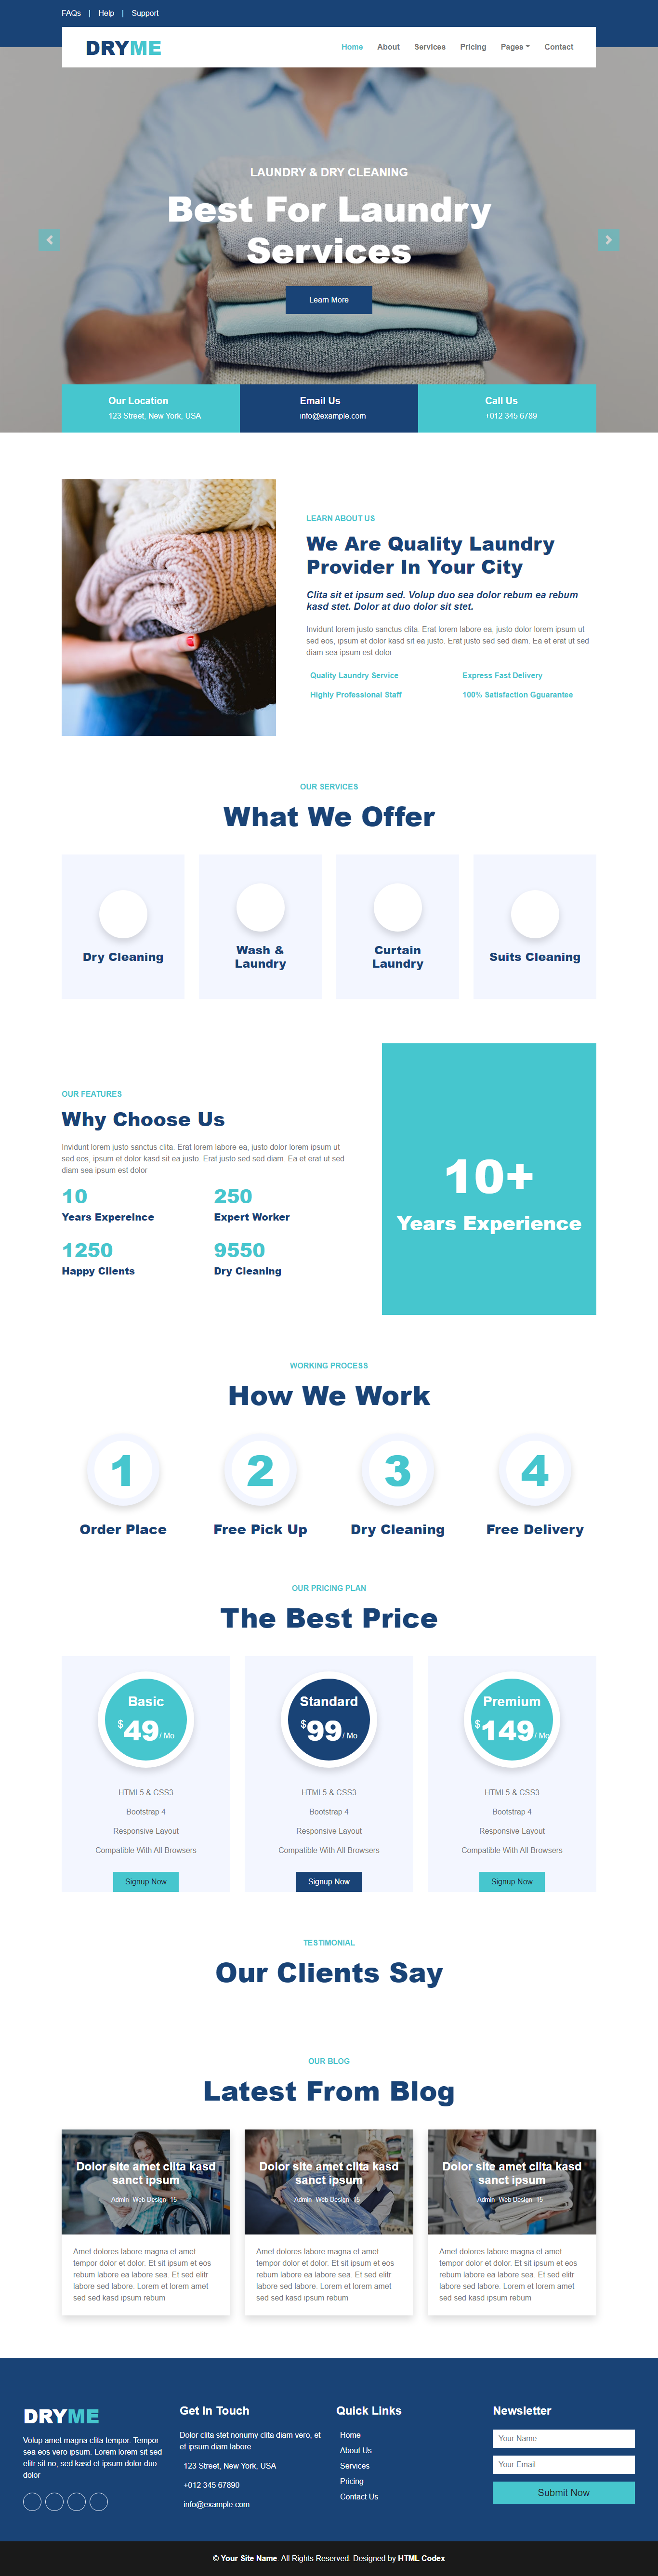 FAQs | Help | Support
DRYME
Home About Services Pricing Pages Contact
LAUNDRY & DRY CLEANING
Best For Laundry
Services
Learn More
Our Location
123 Street, New York, USA
Email Us
info@example.com
Call Us
+012 345 6789
LEARN ABOUT US
We Are Quality Laundry
Provider In Your City
Clita sit et ipsum sed. Volup duo sea dolor rebum ea rebum
kasd stet. Dolor at duo dolor sit stet.
Invidunt lorem justo sanctus clita. Erat lorem labore ea, justo dolor lorem ipsum ut
sed eos, ipsum et dolor kasd sit ea justo. Erat justo sed sed diam. Ea et erat ut sed
diam sea ipsum est dolor
Quality Laundry Service
Express Fast Delivery
Highly Professional Staff
100% Satisfaction Gguarantee
OUR SERVICES
What We Offer
Dry Cleaning
Wash &
Laundry
Curtain
Laundry
Suits Cleaning
OUR FEATURES
Why Choose Us
Invidunt lorem justo sanctus clita. Erat lorem labore ea, justo dolor lorem ipsum ut
sed eos, ipsum et dolor kasd sit ea justo. Erat justo sed sed diam. Ea et erat ut sed
diam sea ipsum est dolor
10
Years Expereince
250
Expert Worker
1250
Happy Clients
9550
Dry Cleaning
10+
Years Experience
WORKING PROCESS
How We Work
1
Order Place
2
Free Pick Up
3
Dry Cleaning
4
Free Delivery
OUR PRICING PLAN
The Best Price
Basic
$49/ Mo
HTML5 & CSS3
Bootstrap 4
Responsive Layout
Compatible With All Browsers
Signup Now
Standard
$99/ Mo
HTML5 & CSS3
Bootstrap 4
Responsive Layout
Compatible With All Browsers
Signup Now
Premium
$149/ Mo
HTML5 & CSS3
Bootstrap 4
Responsive Layout
Compatible With All Browsers
Signup Now
TESTIMONIAL
Our Clients Say
OUR BLOG
Latest From Blog
Dolor site amet clita kasd
sanct ipsum
Admin Web Design 15
Amet dolores labore magna et amet
tempor dolor et dolor. Et sit ipsum et eos
rebum labore ea labore sea. Et sed elitr
labore sed labore. Lorem et lorem amet
sed sed kasd ipsum rebum
Dolor site amet clita kasd
sanct ipsum
Admin Web Design 15
Amet dolores labore magna et amet
tempor dolor et dolor. Et sit ipsum et eos
rebum labore ea labore sea. Et sed elitr
labore sed labore. Lorem et lorem amet
sed sed kasd ipsum rebum
Dolor site amet clita kasd
sanct ipsum
Admin Web Design 15
Amet dolores labore magna et amet
tempor dolor et dolor. Et sit ipsum et eos
rebum labore ea labore sea. Et sed elitr
labore sed labore. Lorem et lorem amet
sed sed kasd ipsum rebum
DRYME
Volup amet magna clita tempor. Tempor
sea eos vero ipsum. Lorem lorem sit sed
elitr sit no, sed kasd et ipsum dolor duo
dolor
Get In Touch
Dolor clita stet nonumy clita diam vero, et
et ipsum diam labore
123 Street, New York, USA
+012 345 67890
info@example.com
Quick Links
Home
About Us
Services
Pricing
Contact Us
Newsletter
Your Name
Your Email
Submit Now
© Your Site Name. All Rights Reserved. Designed by HTML Codex